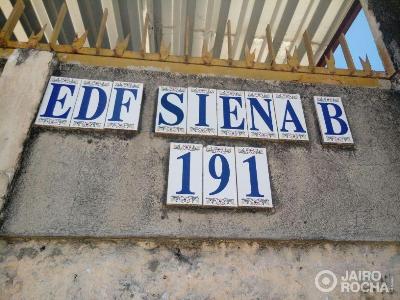 EDF SIENA B
191
JAIRO
ROCHA